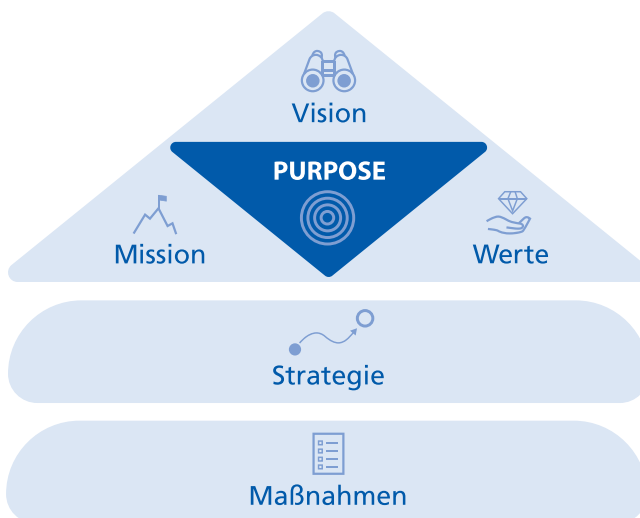 Vision
PURPOSE
Mission
Werte
Strategie
Maßnahmen